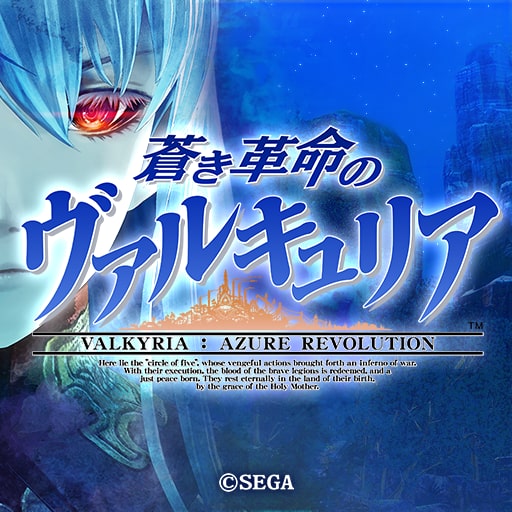 蒼き革命の
ヴァルキュリア
TM
VALKYRIA : AZURE REVOLUTION
Here lie the "circle of five", whose vengeful actions brought forth an inferno of war.
With their execution, the blood of the brave legions is redeemed, and a
just peace born. They rest eternally in the land of their birth,
by the grace of the Holy Mother.
©SEGA